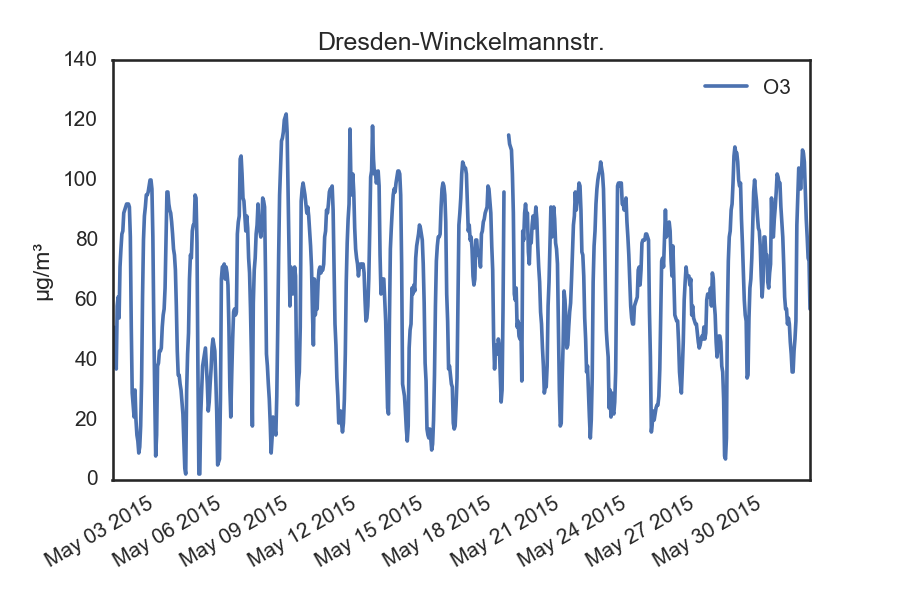 Dresden-Winckelmannstr.
140
120
100
80
60
40
20
0
µg/m³
O3
May 03 2015
May 06 2015
May 09 2015
May 12 2015
May 15 2015
May 18 2015
May 21 2015
May 24 2015
May 27 2015
May 30 2015